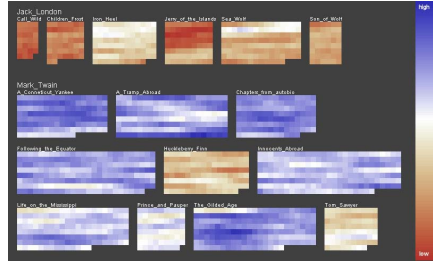 Jack_London
Call_Wild Children_Frost Iron_Heel Jerry_of_the_Islands Sea_Wolf Son_of_Wolf
Mark_Twain
A_Conneticut_Yankee A_Tramp_Abroad Chapters_from_autobio
Following_the_Equator Huckleberry_Finn Innocents_Abroad
Life_on_the_Mississippi Prince_and_Pauper The_Gilded_Age Tom_Sawyer
high
low